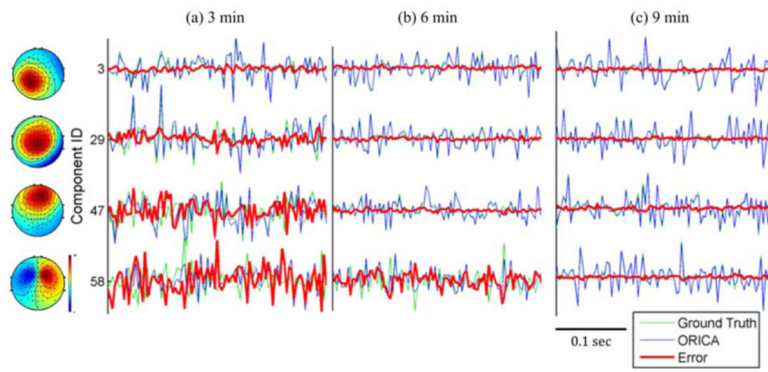 (a) 3 min
(b) 6 min
(c) 9 min
Component ID
3
29
47
58
+
-
0.1 sec
Ground Truth
ORICA
Error